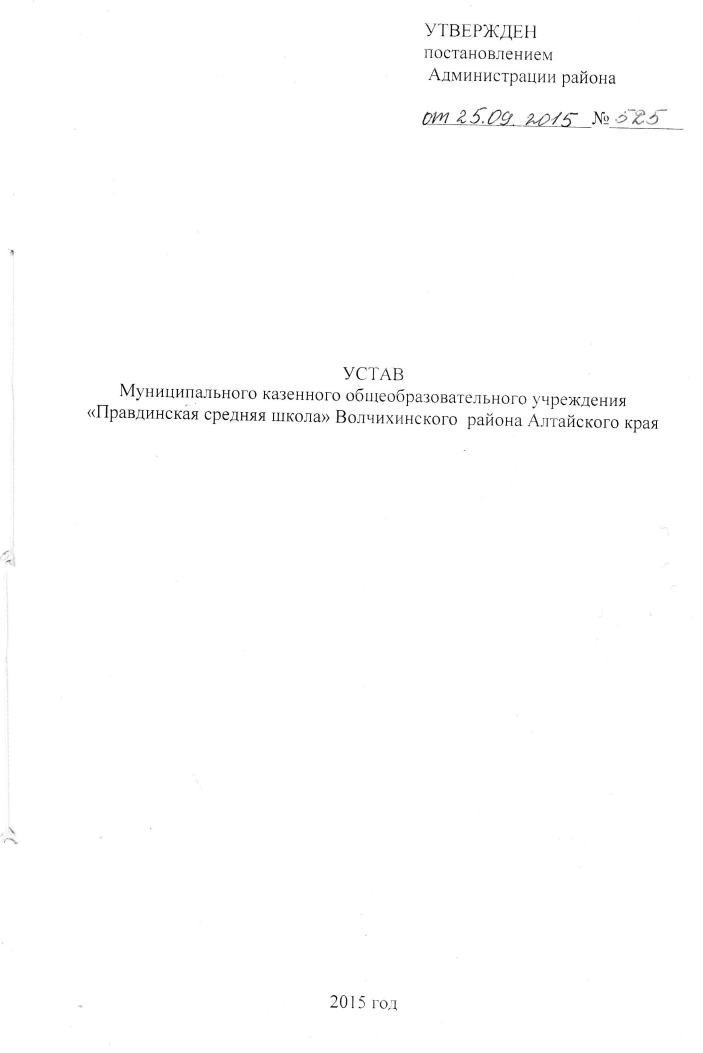 УТВЕРЖДЕН
постановлением
Администрации района
от 25.09. 2015 № 525
УСТАВ
Муниципального казенного общеобразовательного учреждения
«Правдинская средняя школа» Волчихинского района Алтайского края
2015 год